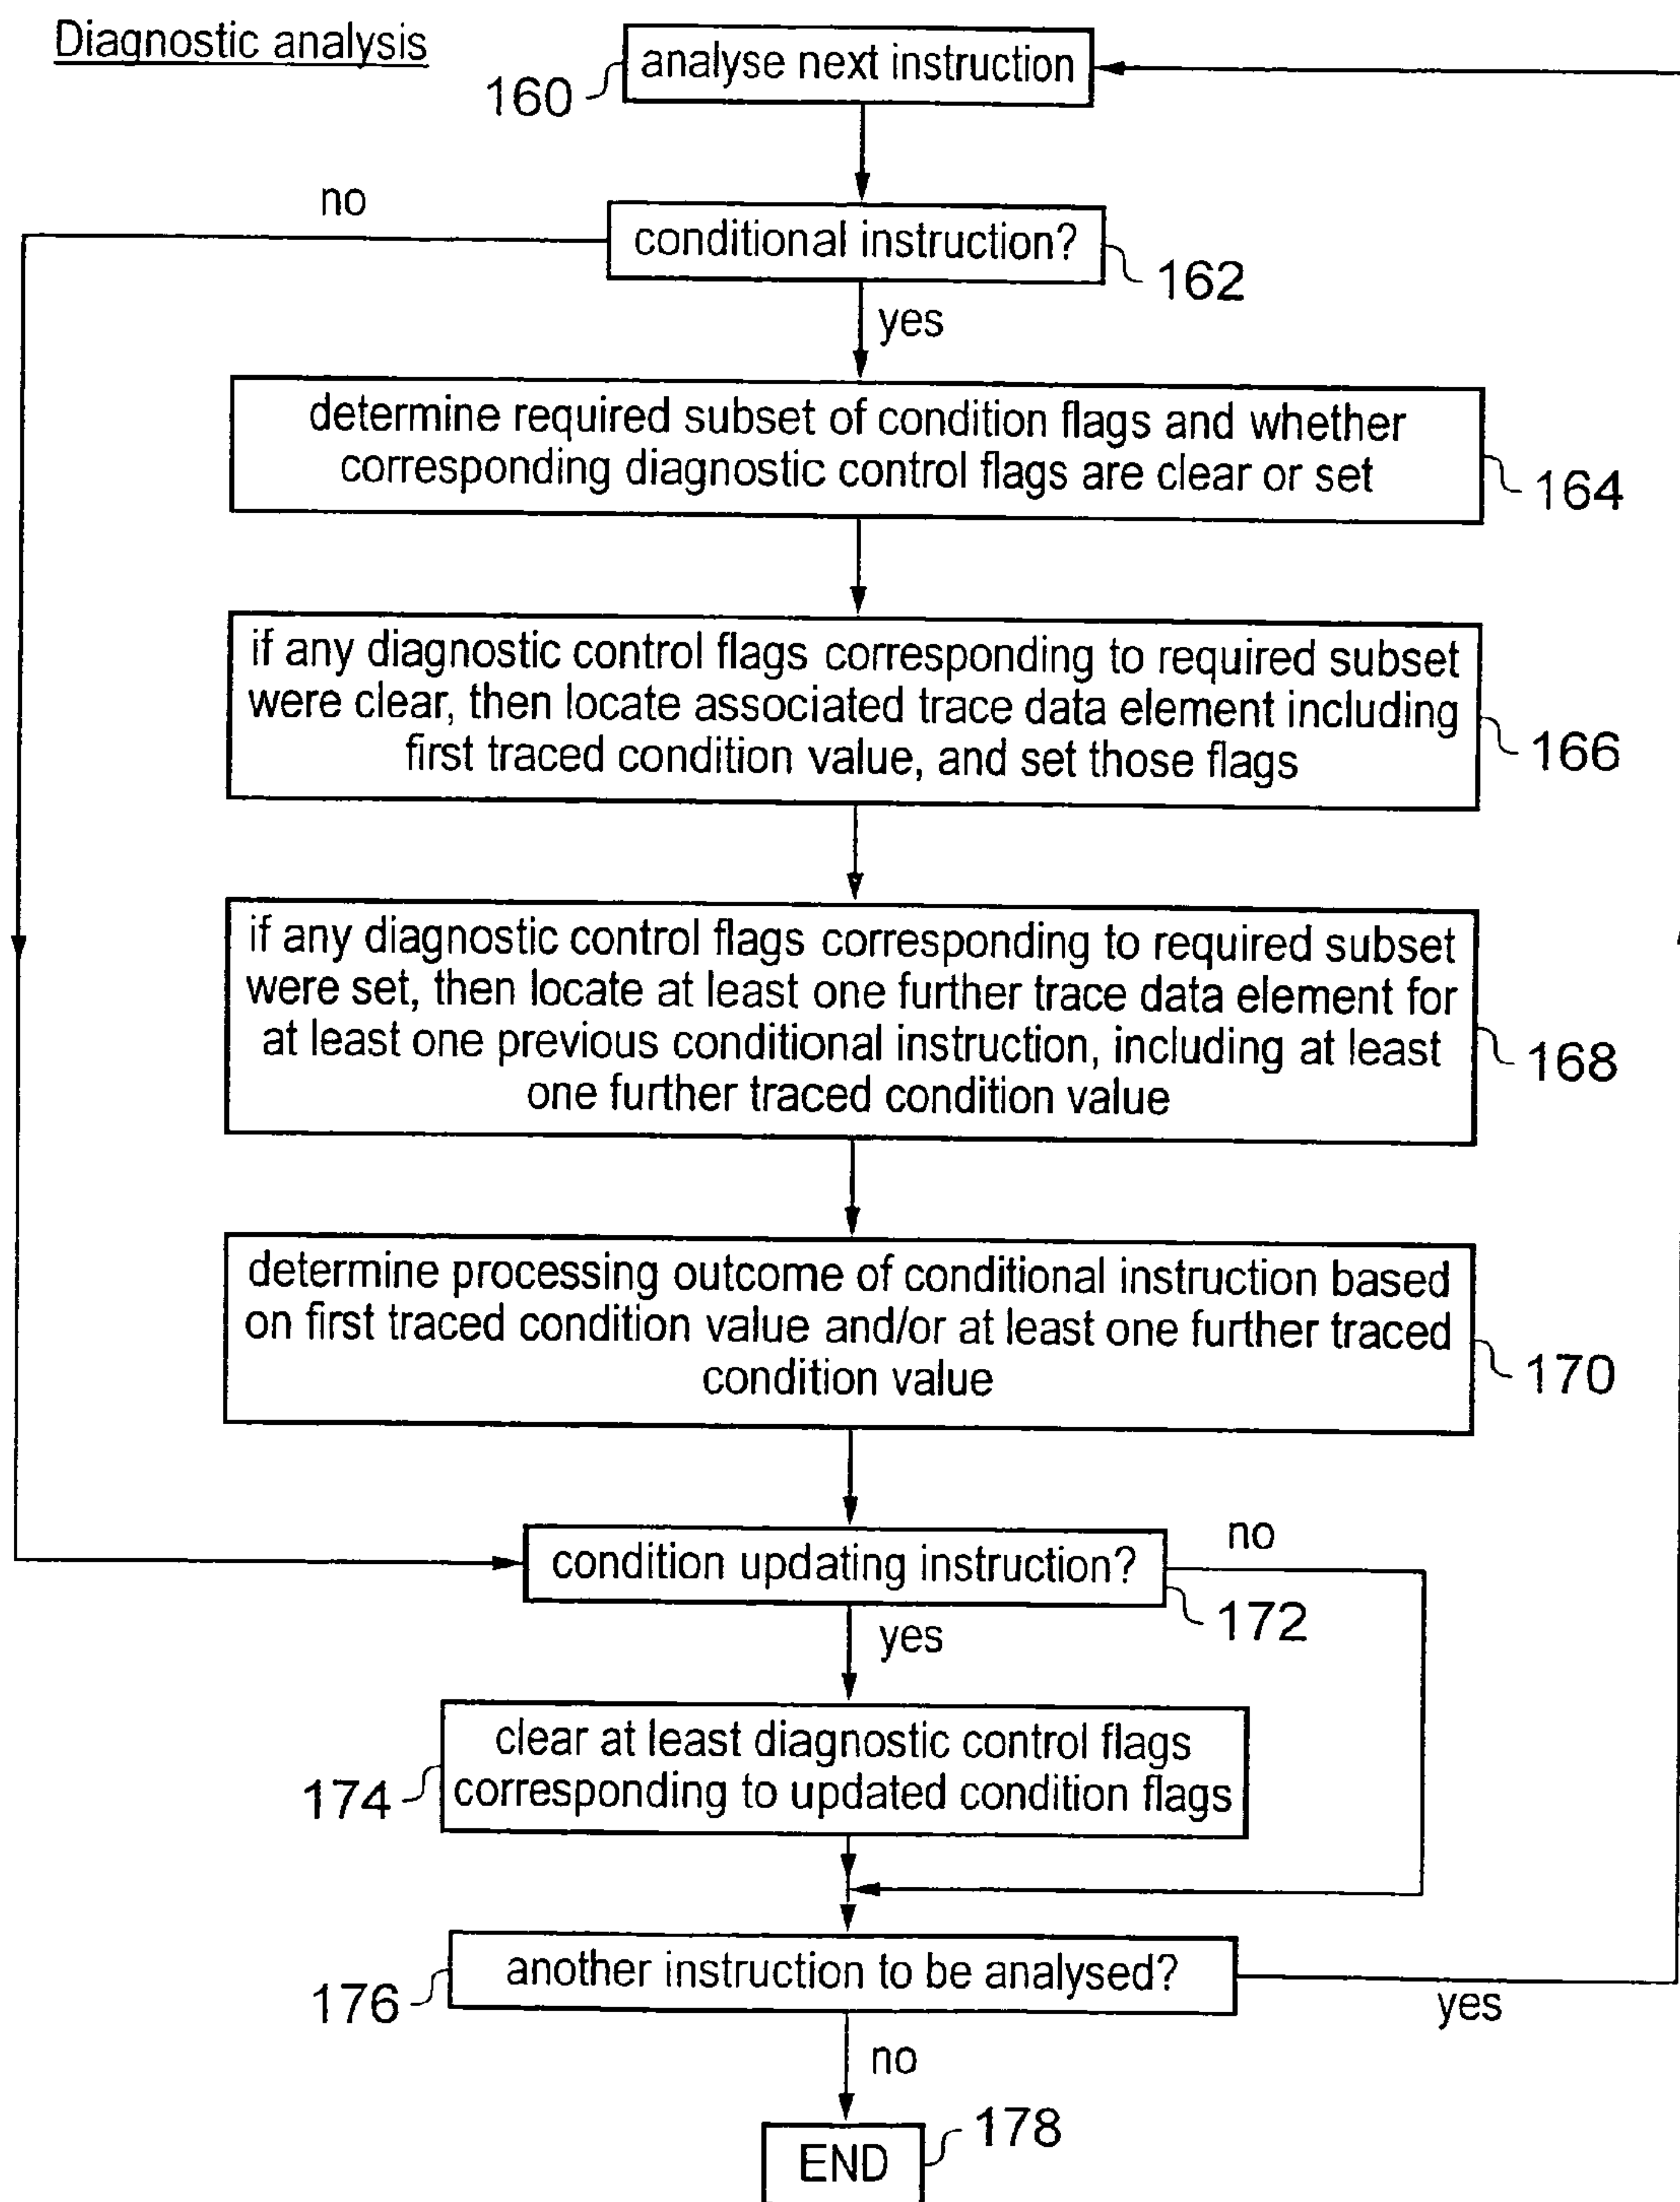 Diagnostic analysis
analyse next instruction
160
no
conditional instruction?
162
yes
determine required subset of condition flags and whether
corresponding diagnostic control flags are clear or set
164
if any diagnostic control flags corresponding to required subset
were clear, then locate associated trace data element including
first traced condition value, and set those flags
166
if any diagnostic control flags corresponding to required subset
were set, then locate at least one further trace data element for
at least one previous conditional instruction, including at least
one further traced condition value
168
determine processing outcome of conditional instruction based
on first traced condition value and/or at least one further traced
condition value
170
condition updating instruction?
no
172
yes
clear at least diagnostic control flags
corresponding to updated condition flags
174
another instruction to be analysed?
176
yes
no
END
178